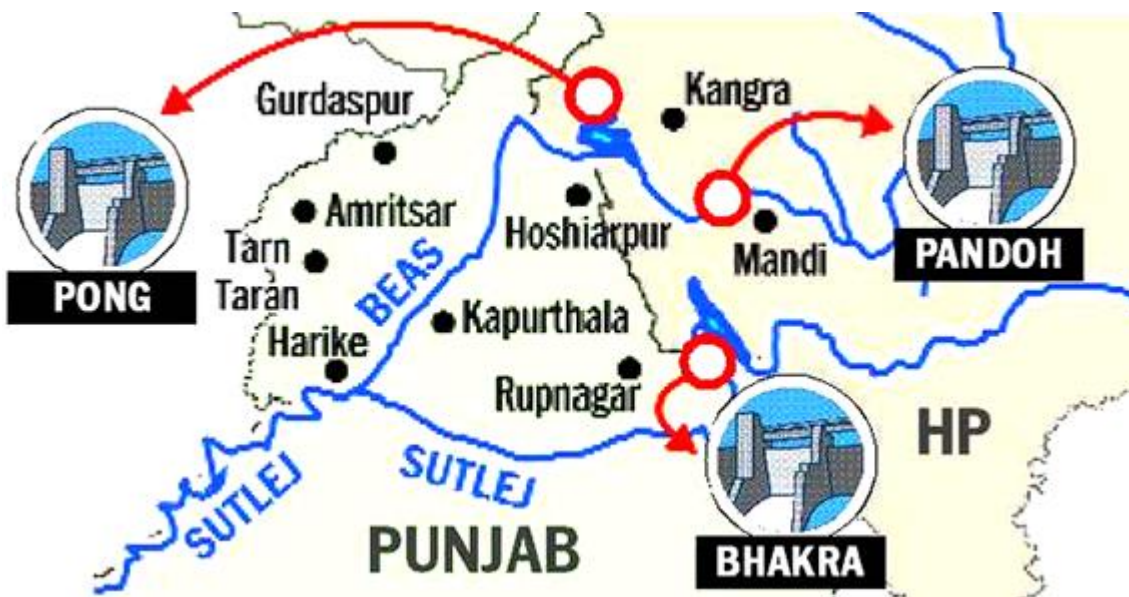 Gurdaspur
Kangra
Amritsar
Tarn
Taran
Hoshiarpur
Mandi
PANDOH
PONG
BEAS
Harike
Kapurthala
Rupnagar
HP
SUTLEJ
SUTLEJ
PUNJAB
BHAKRA